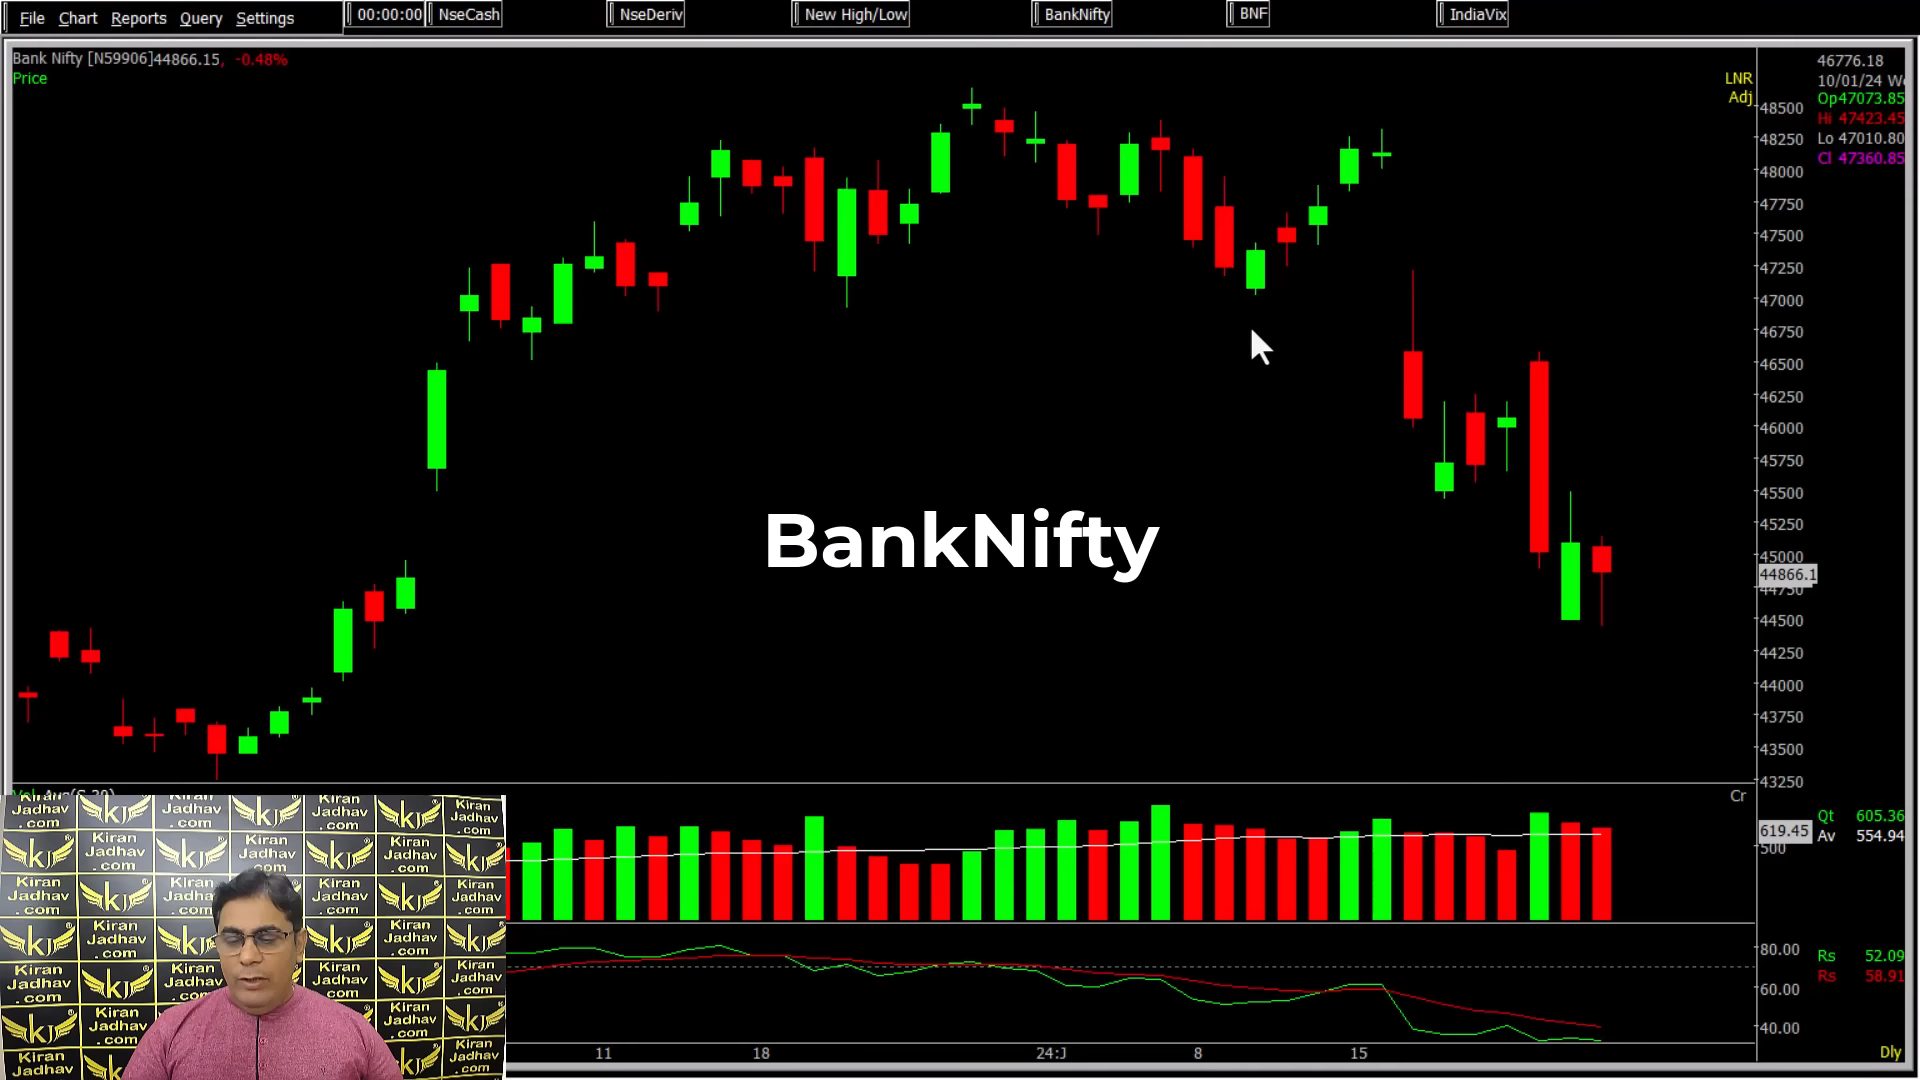 File Chart Reports Query Settings 00:00:00 NseCash NseDeriv New High/Low BankNifty BNF IndiaVix
Bank Nifty [N59906]44866.15, -0.48%
Price
LNR
Adj
46776.18
10/01/24
Op47073.85
Hi 47423.45
Lo 47010.80
Cl 47360.85
48500
48250
48000
47750
47500
47250
47000
46750
46500
46250
46000
45750
45500
45250
45000
44866.1
44750
44500
44250
44000
43750
43500
43250
BankNifty
Cr
Qt 605.36
Av 554.94
619.45
500
80.00
60.00
40.00
Rs 52.09
Rs 58.91
11 18 24:J 8 15
Dly
Kiran Jadhav .com
KJ